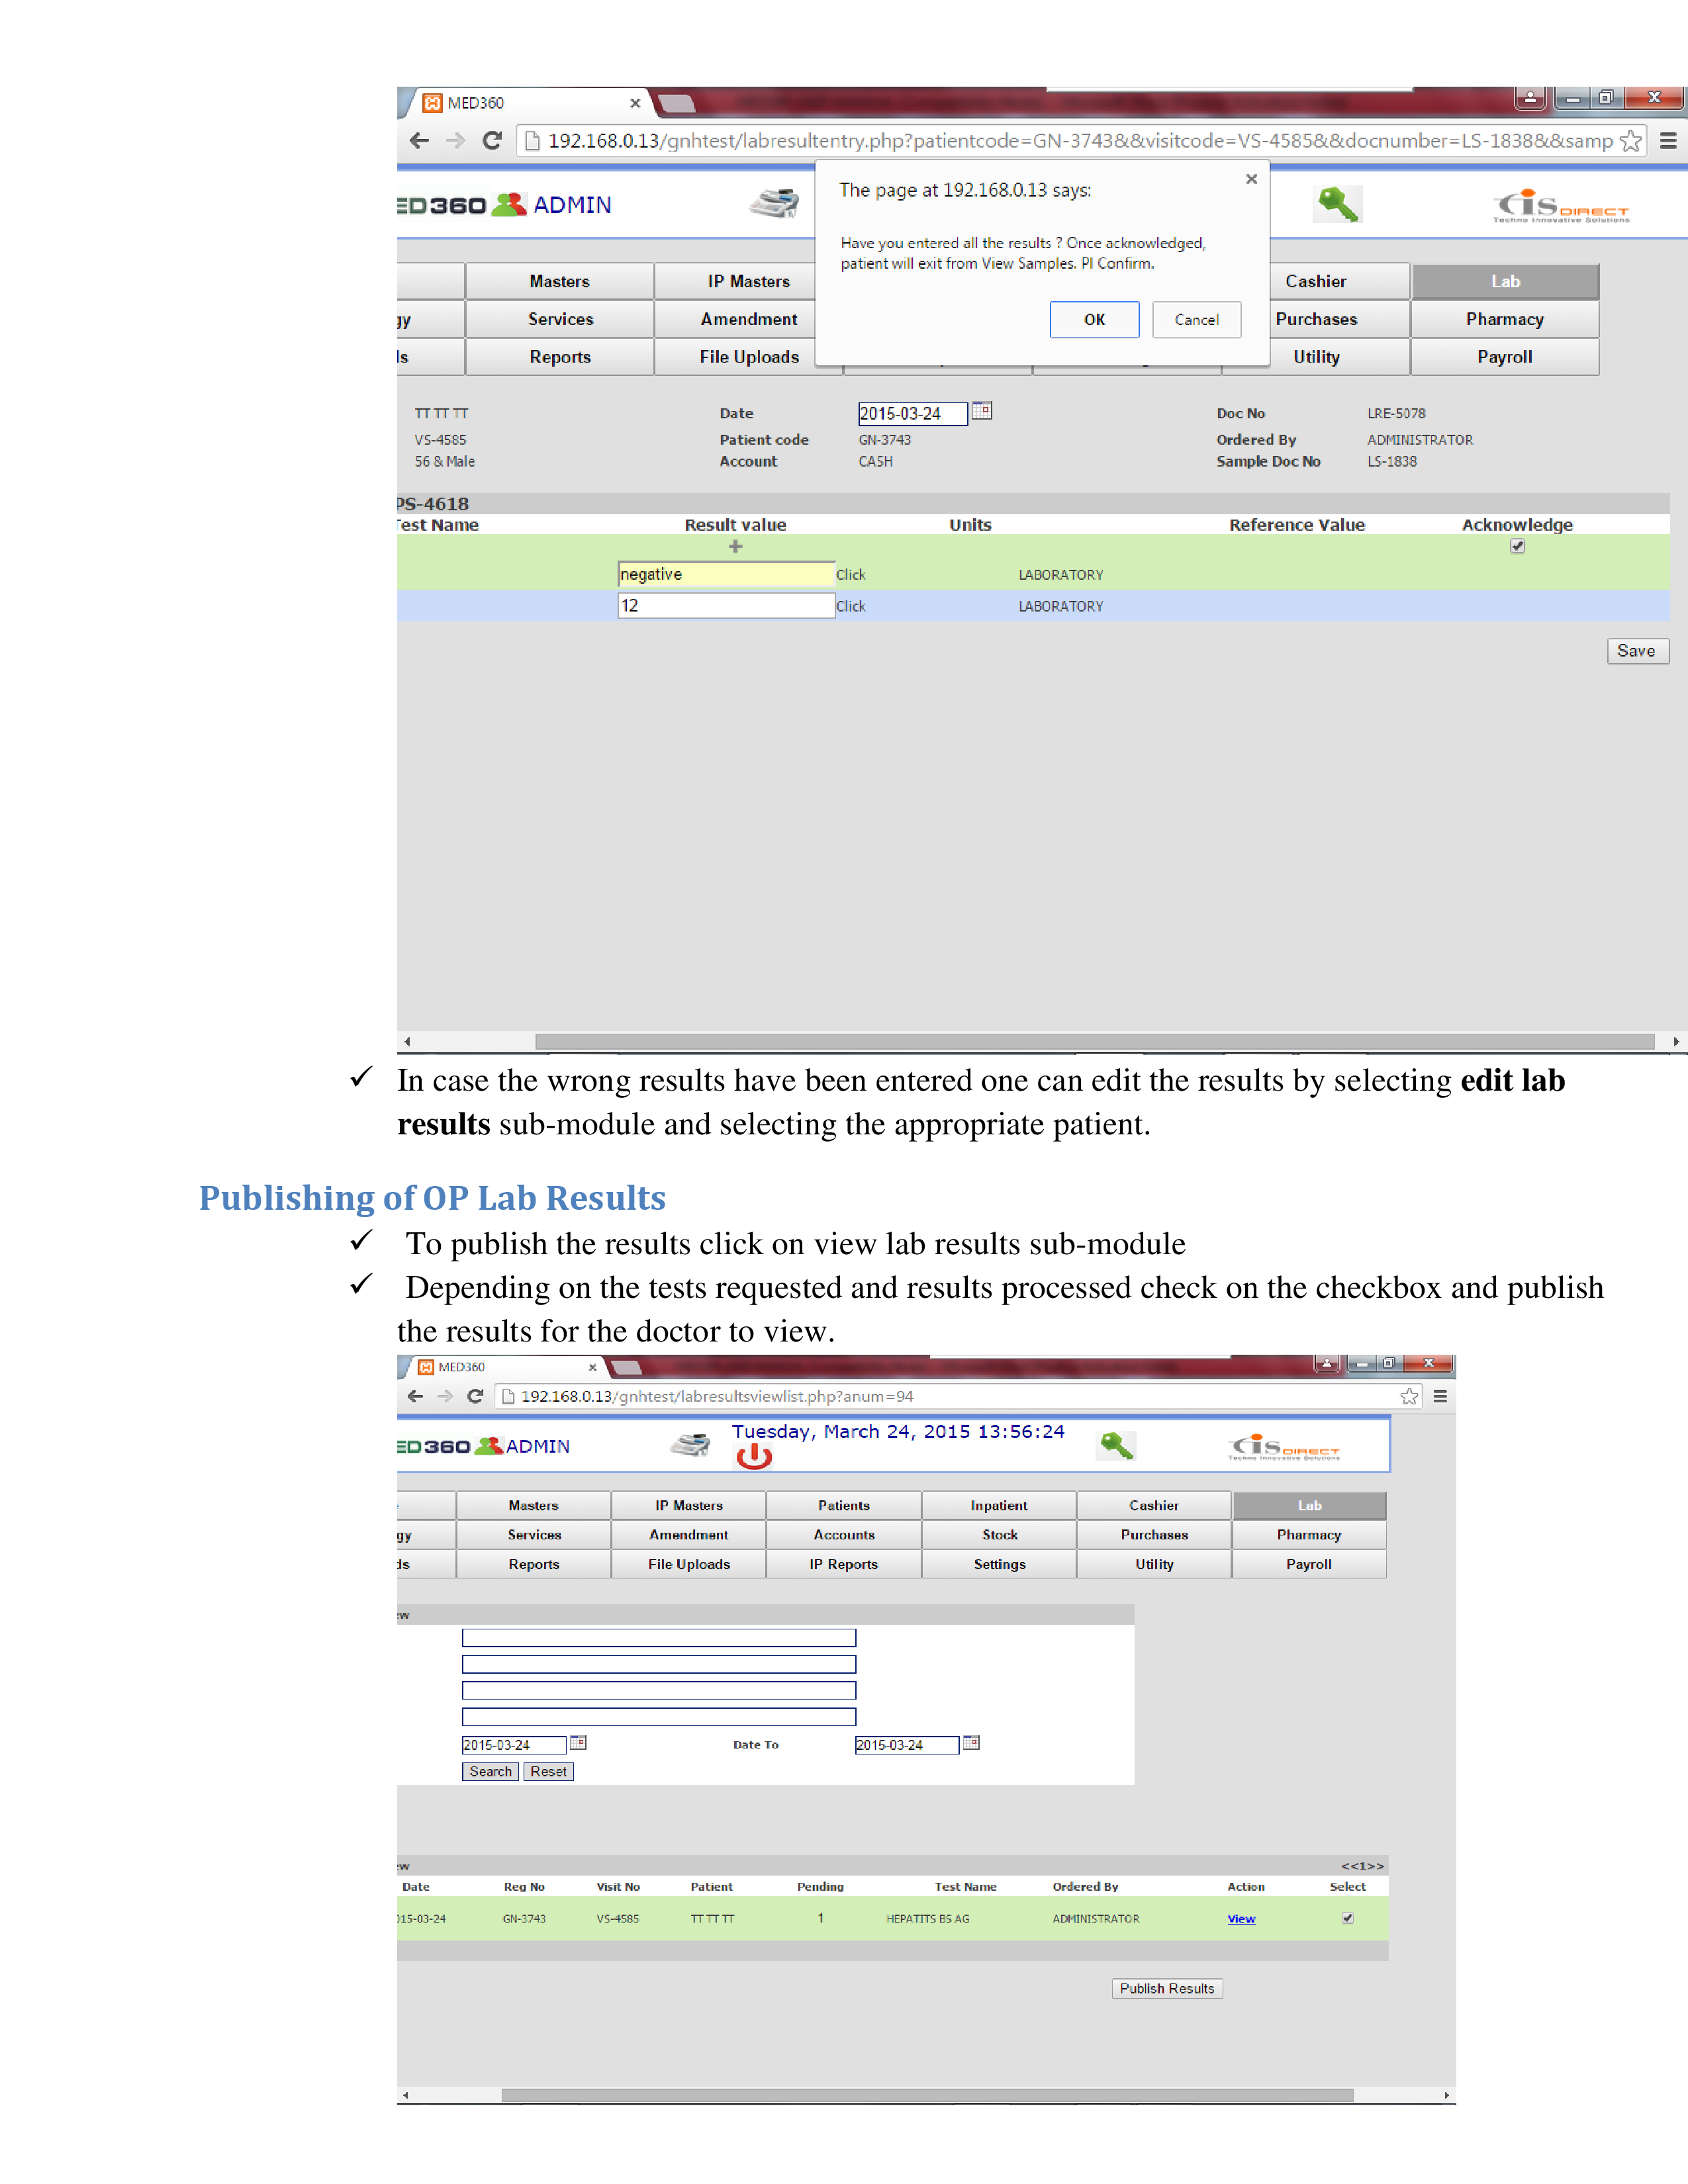 MED360
192.168.0.13/gnhtest/labresultentry.php?patientcode=GN-3743&&visitcode=VS-4585&&docnumber=LS-1838&&samp
The page at 192.168.0.13 says:
Have you entered all the results ? Once acknowledged,
patient will exit from View Samples. Pl Confirm.
OK Cancel
ED360 ADMIN
CIS DIRECT
Techno Innovative Solutions
Masters IP Masters Cashier Lab
gy Services Amendment Purchases Pharmacy
ls Reports File Uploads Utility Payroll
TT TT TT Date 2015-03-24 Doc No LRE-5078
VS-4585 Patient code GN-3743 Ordered By ADMINISTRATOR
56 & Male Account CASH Sample Doc No LS-1838
PS-4618
Test Name Result value Units Reference Value Acknowledge
negative Click LABORATORY
12 Click LABORATORY
Save
✓ In case the wrong results have been entered one can edit the results by selecting edit lab
results sub-module and selecting the appropriate patient.
Publishing of OP Lab Results
✓ To publish the results click on view lab results sub-module
✓ Depending on the tests requested and results processed check on the checkbox and publish
the results for the doctor to view.
MED360
192.168.0.13/gnhtest/labresultsviewlist.php?anum=94
ED360 ADMIN
Tuesday, March 24, 2015 13:56:24
CIS DIRECT
Techno Innovative Solutions
Masters IP Masters Patients Inpatient Cashier Lab
gy Services Amendment Accounts Stock Purchases Pharmacy
ds Reports File Uploads IP Reports Settings Utility Payroll
ew
2015-03-24 Date To 2015-03-24
Search Reset
ew <<1>>
Date Reg No Visit No Patient Pending Test Name Ordered By Action Select
015-03-24 GN-3743 VS-4585 TT TT TT 1 HEPATITS BS AG ADMINISTRATOR View
Publish Results